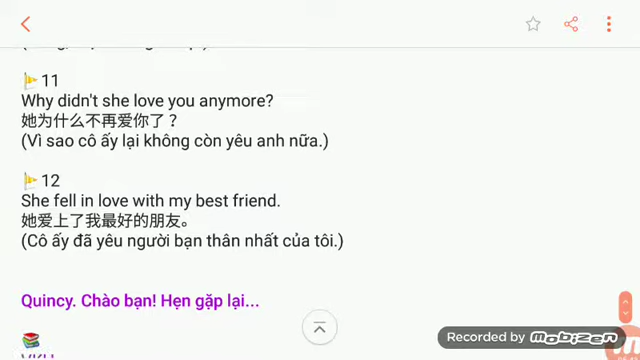 11
Why didn't she love you anymore?
她为什么不再爱你了？
(Vì sao cô ấy lại không còn yêu anh nữa.)
12
She fell in love with my best friend.
她爱上了我最好的朋友。
(Cô ấy đã yêu người bạn thân nhất của tôi.)
Quincy. Chào bạn! Hẹn gặp lại...
Recorded by Mobizen